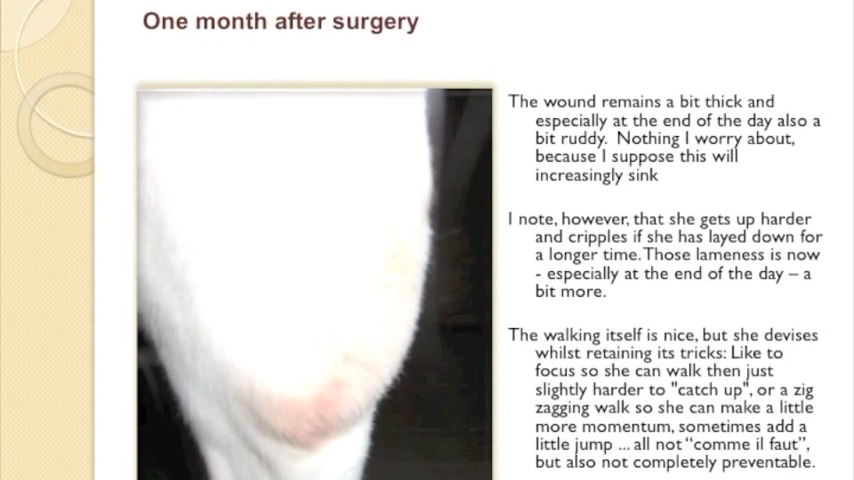 One month after surgery
The wound remains a bit thick and
especially at the end of the day also a
bit ruddy. Nothing I worry about,
because I suppose this will
increasingly sink
I note, however, that she gets up harder
and cripples if she has layed down for
a longer time. Those lameness is now
- especially at the end of the day – a
bit more.
The walking itself is nice, but she devises
whilst retaining its tricks: Like to
focus so she can walk then just
slightly harder to "catch up", or a zig
zagging walk so she can make a little
more momentum, sometimes add a
little jump ... all not “comme il faut”,
but also not completely preventable.